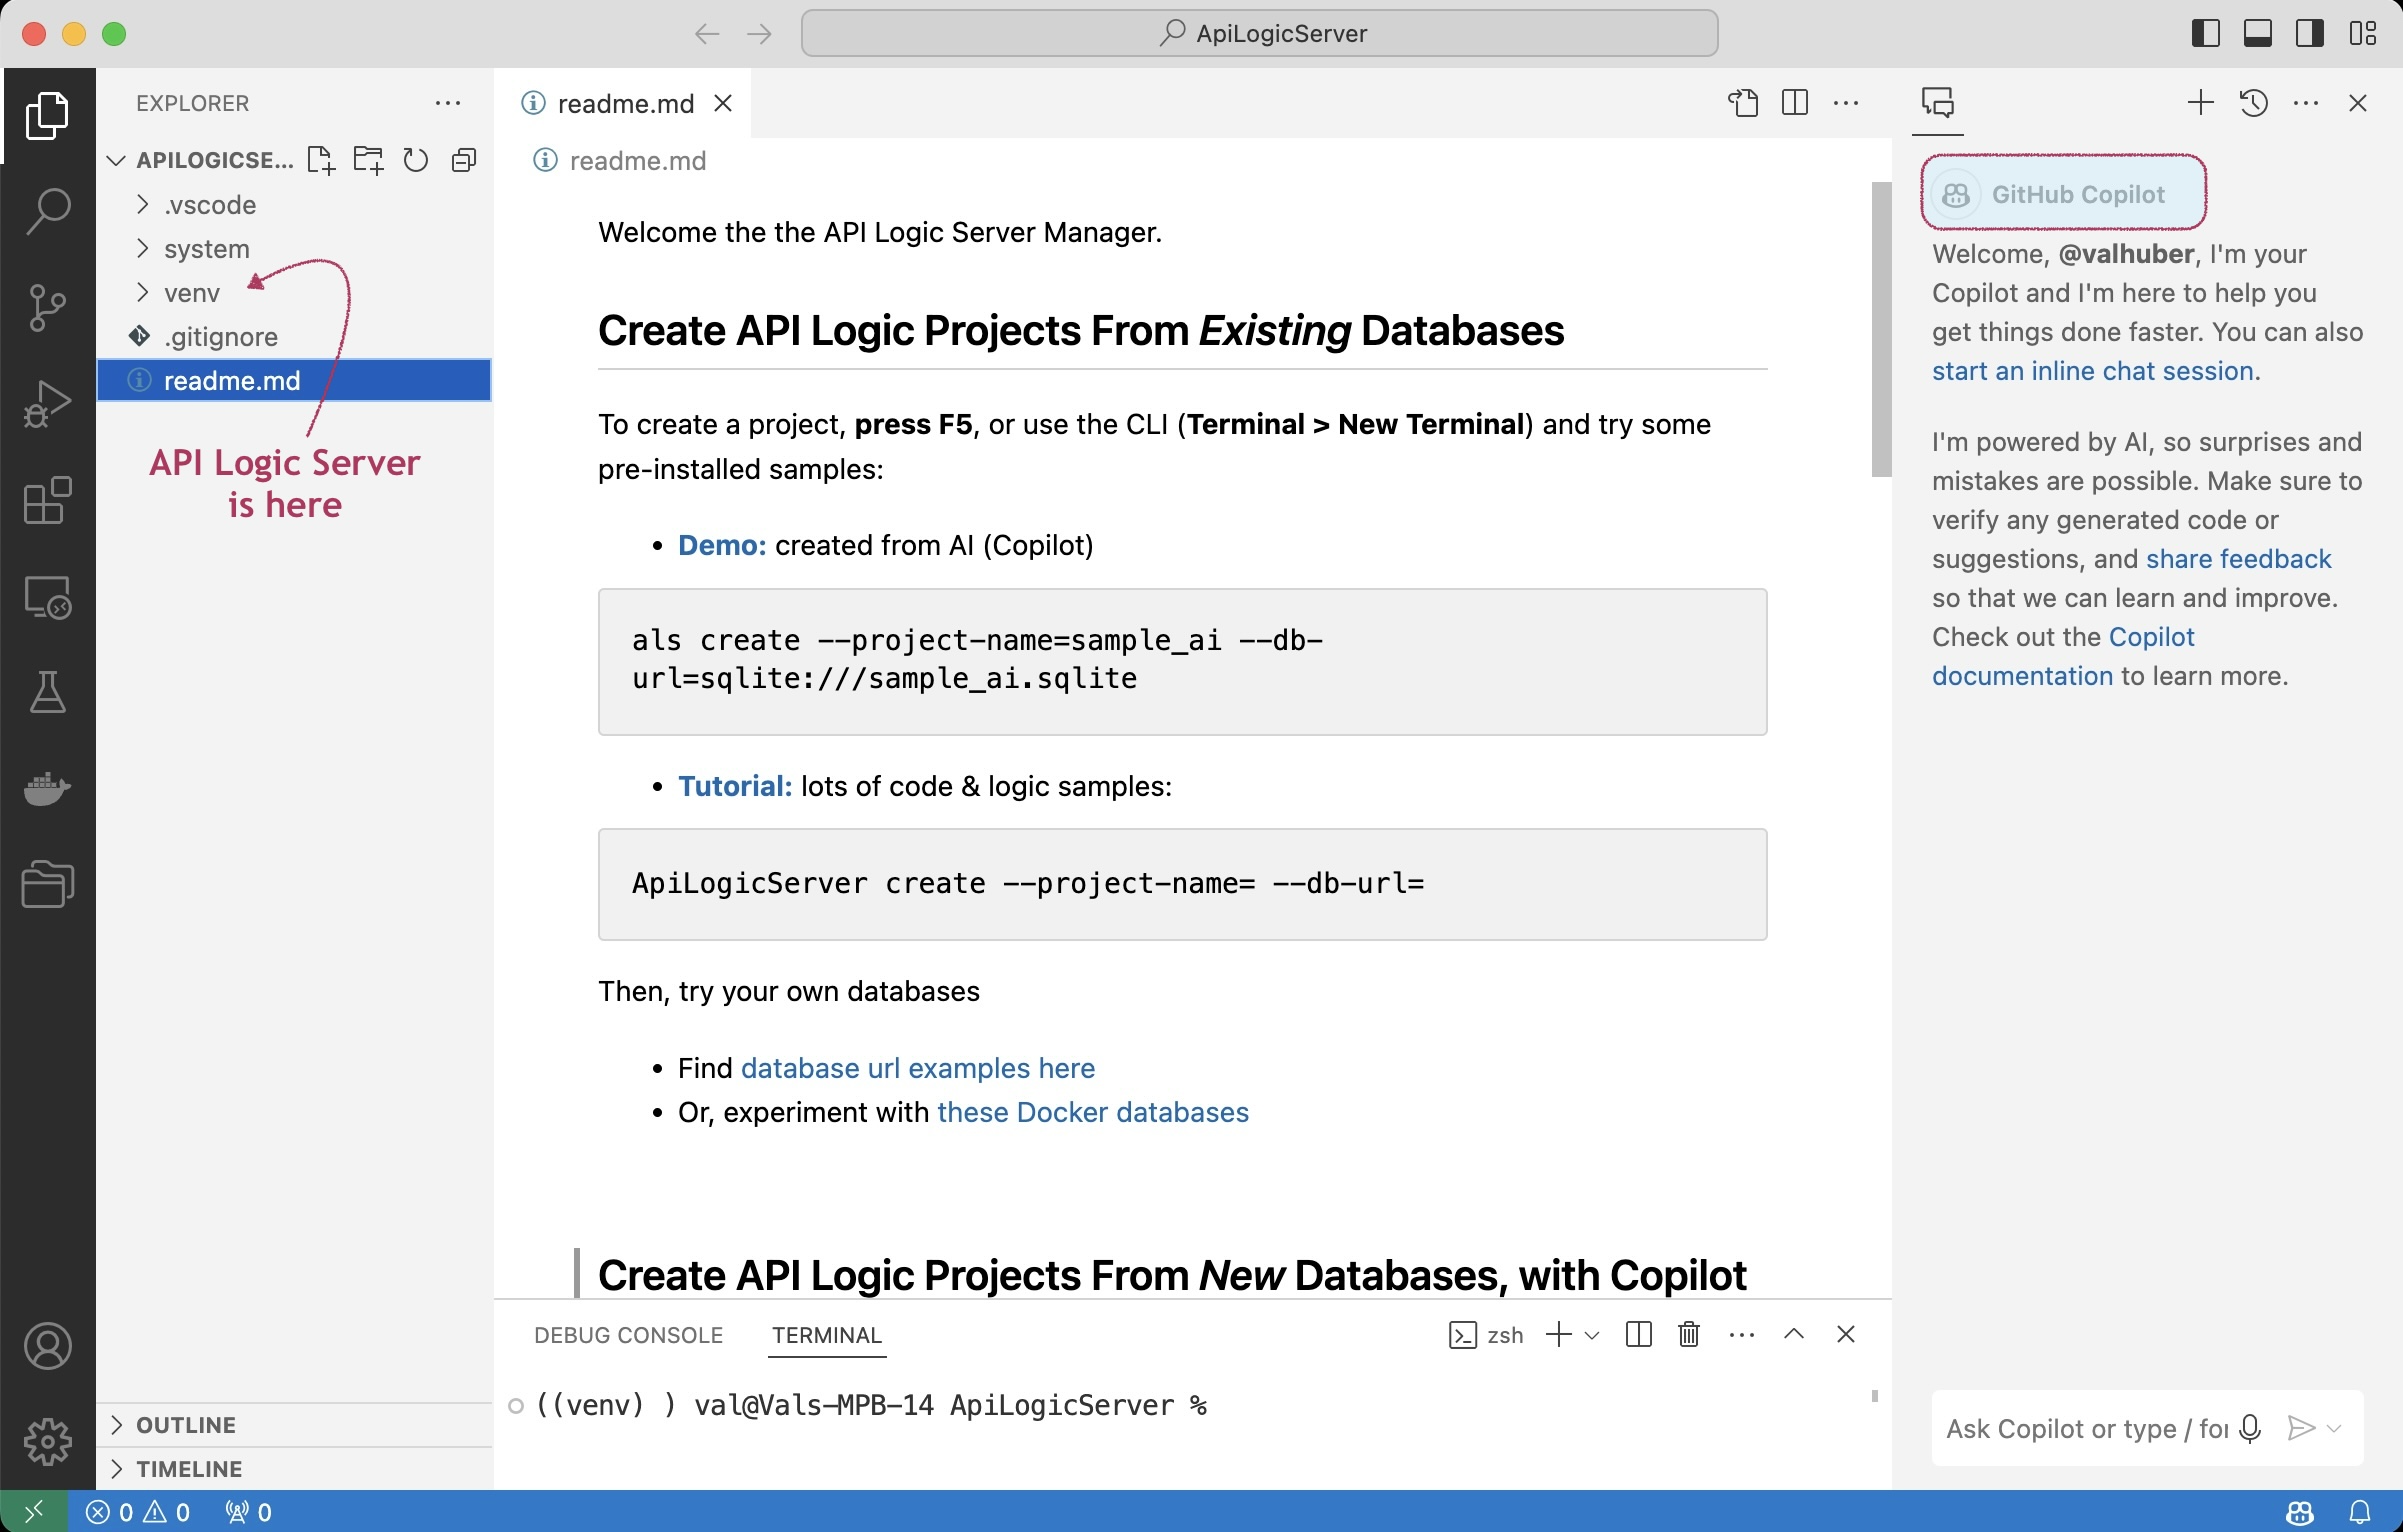 ApiLogicServer
EXPLORER
APILOGICSE...
.vscode
system
venv
.gitignore
readme.md
API Logic Server
is here
OUTLINE
TIMELINE
readme.md
readme.md
Welcome the the API Logic Server Manager.
Create API Logic Projects From Existing Databases
To create a project, press F5, or use the CLI (Terminal > New Terminal) and try some
pre-installed samples:
• Demo: created from AI (Copilot)
als create --project-name=sample_ai --db-
url=sqlite:///sample_ai.sqlite
• Tutorial: lots of code & logic samples:
ApiLogicServer create --project-name= --db-url=
Then, try your own databases
• Find database url examples here
• Or, experiment with these Docker databases
Create API Logic Projects From New Databases, with Copilot
DEBUG CONSOLE TERMINAL
zsh
((venv) ) val@Vals-MPB-14 ApiLogicServer %
GitHub Copilot
Welcome, @valhuber, I'm your
Copilot and I'm here to help you
get things done faster. You can also
start an inline chat session.
I'm powered by AI, so surprises and
mistakes are possible. Make sure to
verify any generated code or
suggestions, and share feedback
so that we can learn and improve.
Check out the Copilot
documentation to learn more.
Ask Copilot or type / for
0 0 0